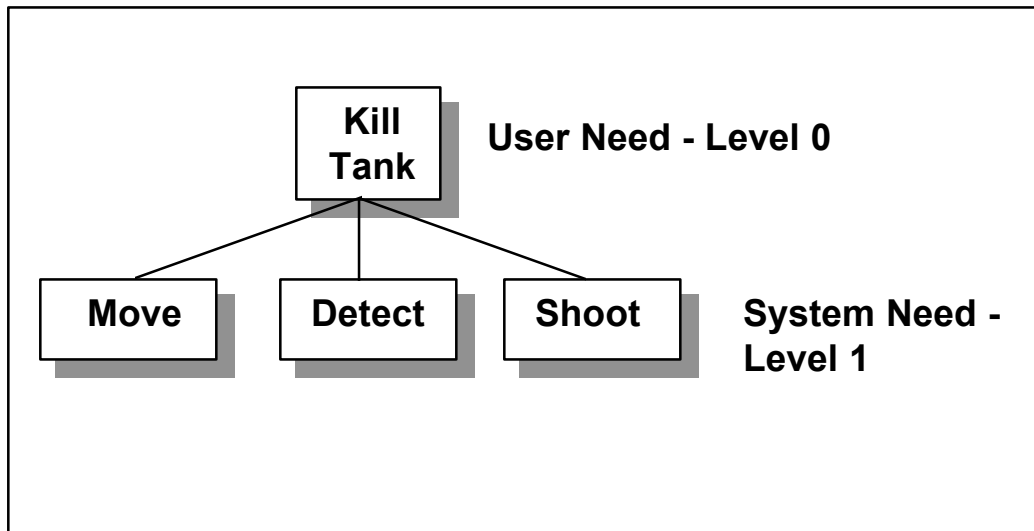 Kill
Tank
User Need - Level 0
Move
Detect
Shoot
System Need -
Level 1